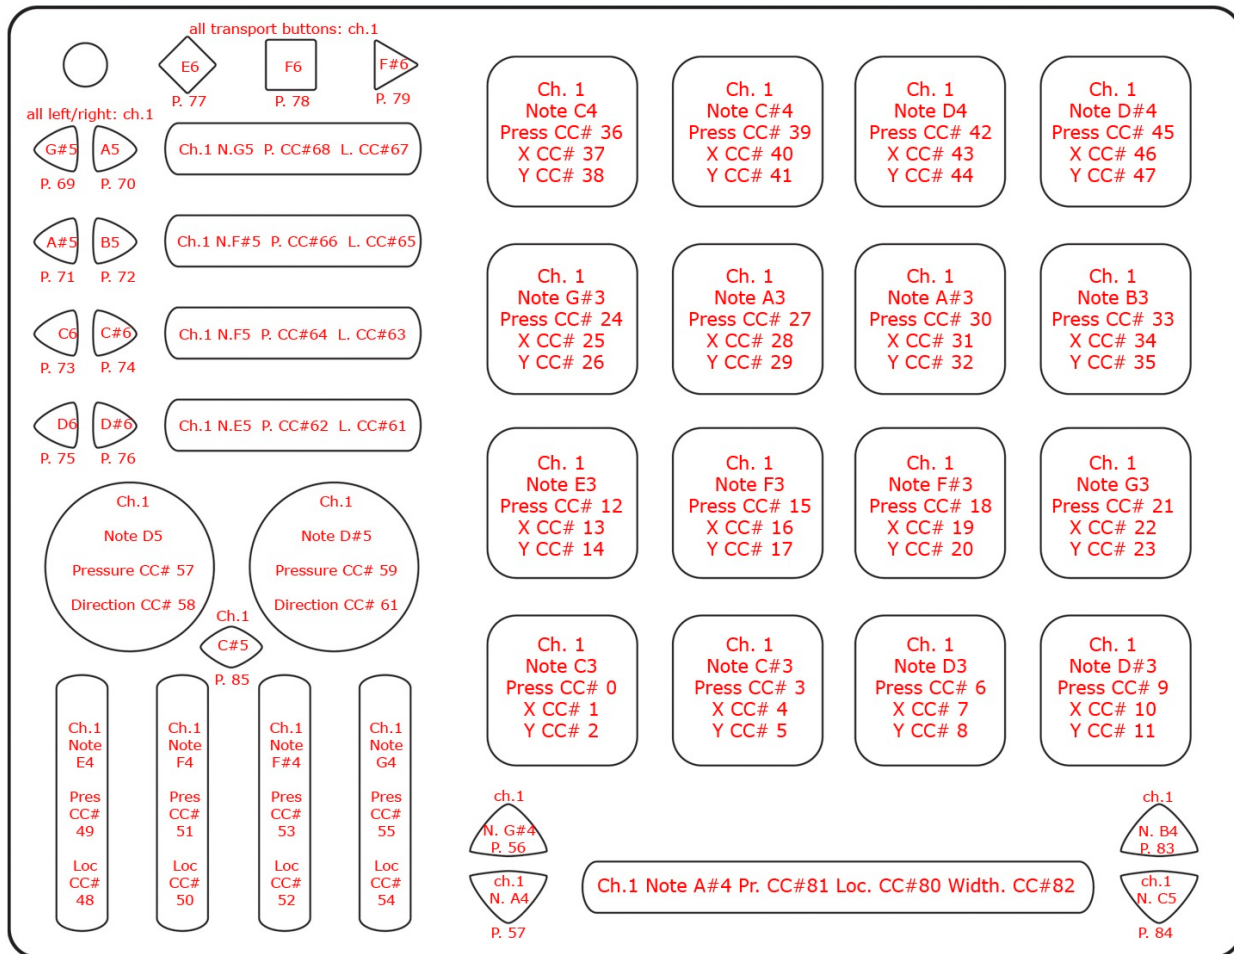 all transport buttons: ch.1
E6
F6
F#6
P. 77
P. 78
P. 79
all left/right: ch.1
G#5
A5
P. 69
P. 70
Ch.1 N.G5 P. CC#68 L. CC#67
A#5
B5
P. 71
P. 72
Ch.1 N.F#5 P. CC#66 L. CC#65
C6
C#6
P. 73
P. 74
Ch.1 N.F5 P. CC#64 L. CC#63
D6
D#6
P. 75
P. 76
Ch.1 N.E5 P. CC#62 L. CC#61
Ch.1
Note D5
Pressure CC# 57
Direction CC# 58
Ch.1
Note D#5
Pressure CC# 59
Direction CC# 61
Ch.1
C#5
P. 85
Ch.1
Note
E4
Pres
CC#
49
Loc
CC#
48
Ch.1
Note
F4
Pres
CC#
51
Loc
CC#
50
Ch.1
Note
F#4
Pres
CC#
53
Loc
CC#
52
Ch.1
Note
G4
Pres
CC#
55
Loc
CC#
54
Ch. 1
Note C4
Press CC# 36
X CC# 37
Y CC# 38
Ch. 1
Note C#4
Press CC# 39
X CC# 40
Y CC# 41
Ch. 1
Note D4
Press CC# 42
X CC# 43
Y CC# 44
Ch. 1
Note D#4
Press CC# 45
X CC# 46
Y CC# 47
Ch. 1
Note G#3
Press CC# 24
X CC# 25
Y CC# 26
Ch. 1
Note A3
Press CC# 27
X CC# 28
Y CC# 29
Ch. 1
Note A#3
Press CC# 30
X CC# 31
Y CC# 32
Ch. 1
Note B3
Press CC# 33
X CC# 34
Y CC# 35
Ch. 1
Note E3
Press CC# 12
X CC# 13
Y CC# 14
Ch. 1
Note F3
Press CC# 15
X CC# 16
Y CC# 17
Ch. 1
Note F#3
Press CC# 18
X CC# 19
Y CC# 20
Ch. 1
Note G3
Press CC# 21
X CC# 22
Y CC# 23
Ch. 1
Note C3
Press CC# 0
X CC# 1
Y CC# 2
Ch. 1
Note C#3
Press CC# 3
X CC# 4
Y CC# 5
Ch. 1
Note D3
Press CC# 6
X CC# 7
Y CC# 8
Ch. 1
Note D#3
Press CC# 9
X CC# 10
Y CC# 11
ch.1
N. G#4
P. 56
ch.1
N. A4
P. 57
Ch.1 Note A#4 Pr. CC#81 Loc. CC#80 Width. CC#82
ch.1
N. B4
P. 83
ch.1
N. C5
P. 84